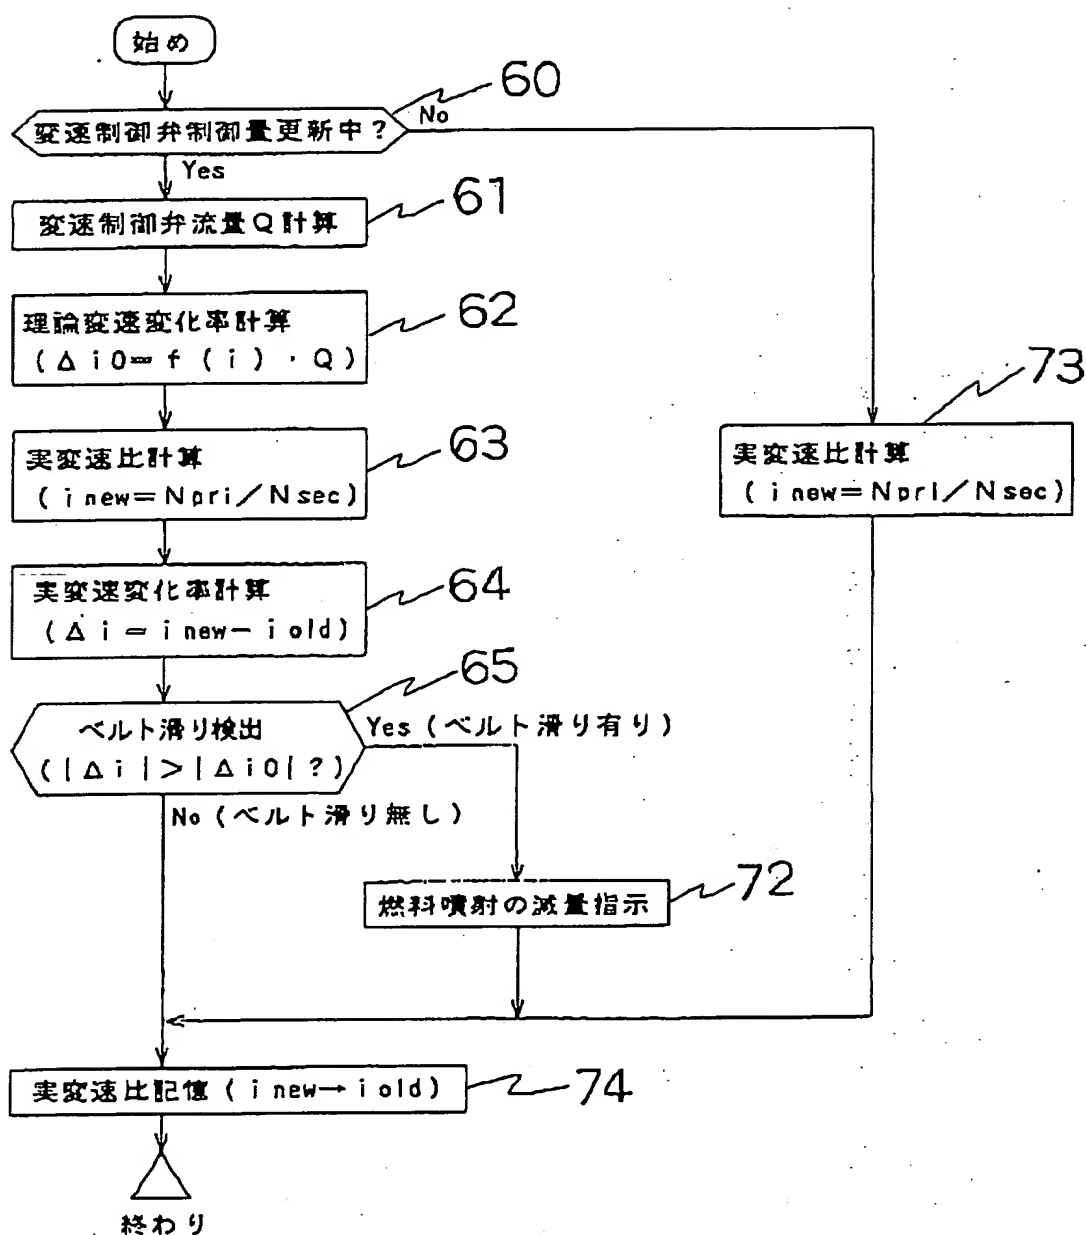 始め
60
変速制御弁制御量更新中？
No
Yes
61
変速制御弁流量Q計算
62
理論変速変化率計算
(Δi0=f(i)・Q)
63
実変速比計算
(inew=Npri/Nsec)
73
実変速比計算
(inew=Npri/Nsec)
64
実変速変化率計算
(Δi=inew-iold)
65
ベルト滑り検出
(|Δi|>|Δi0|?)
Yes(ベルト滑り有り)
No(ベルト滑り無し)
72
燃料噴射の減量指示
74
実変速比記憶(inew→iold)
終わり